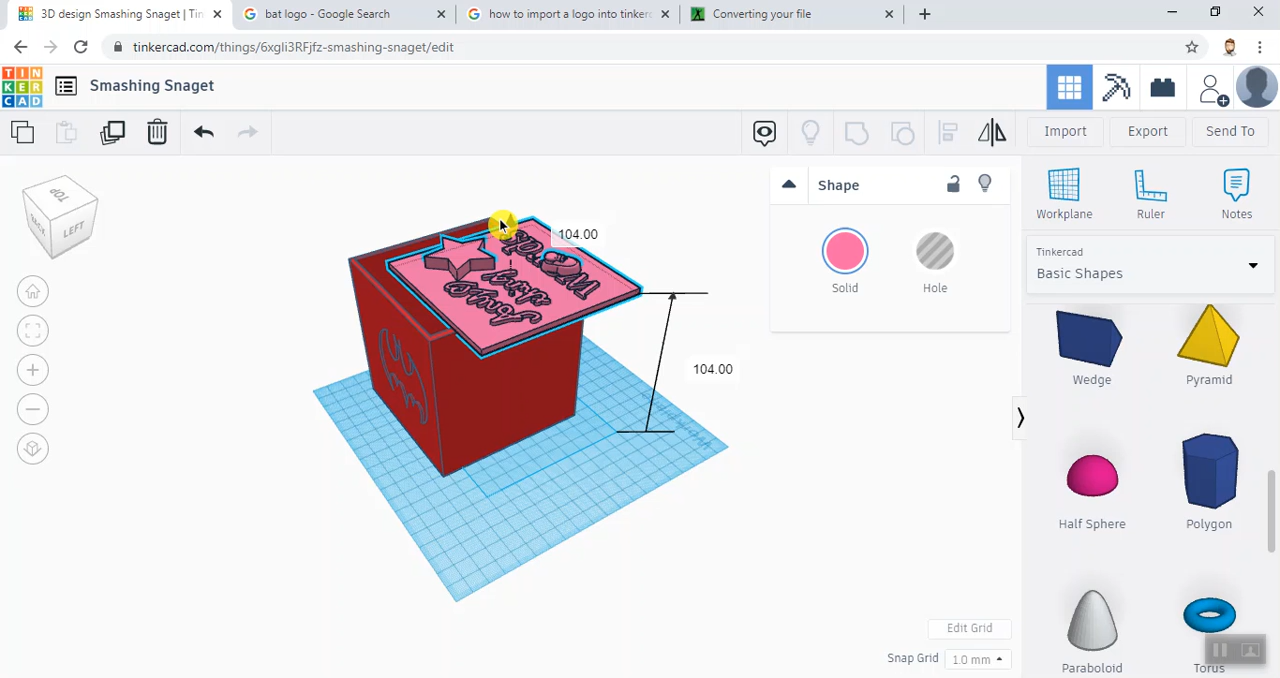 3D design Smashing Snaget | Tin
bat logo - Google Search
how to import a logo into tinker
Converting your file
tinkercad.com/things/6xgIi3RFjfz-smashing-snaget/edit
TIN
KER
CAD
Smashing Snaget
Import
Export
Send To
TOP
BACK
LEFT
Shape
Solid
Hole
104.00
104.00
Workplane
Ruler
Notes
Tinkercad
Basic Shapes
Wedge
Pyramid
Half Sphere
Polygon
Paraboloid
Torus
Edit Grid
Snap Grid
1.0 mm